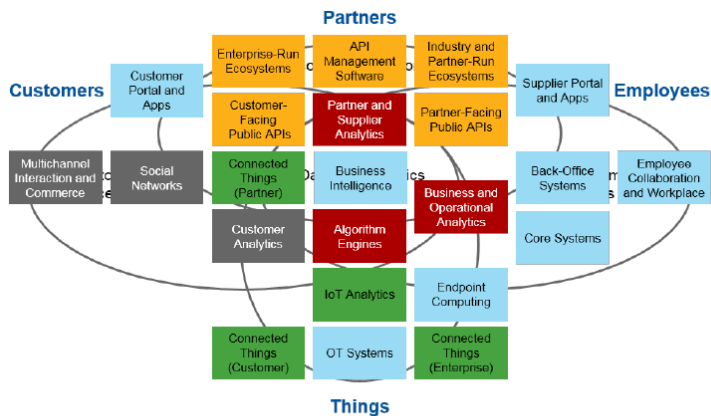 Partners
Enterprise-Run
Ecosystems
API
Management
Software
Industry and
Partner-Run
Ecosystems
Customers
Customer
Portal and
Apps
Supplier Portal
and Apps
Employees
Customer-
Facing
Public APIs
Partner and
Supplier
Analytics
Partner-Facing
Public APIs
Multichannel
Interaction and
Commerce
Social
Networks
Connected
Things
(Partner)
Business
Intelligence
Business and
Operational
Analytics
Back-Office
Systems
Employee
Collaboration
and Workplace
Customer
Analytics
Algorithm
Engines
Core Systems
IoT Analytics
Endpoint
Computing
Connected
Things
(Customer)
OT Systems
Connected
Things
(Enterprise)
Things